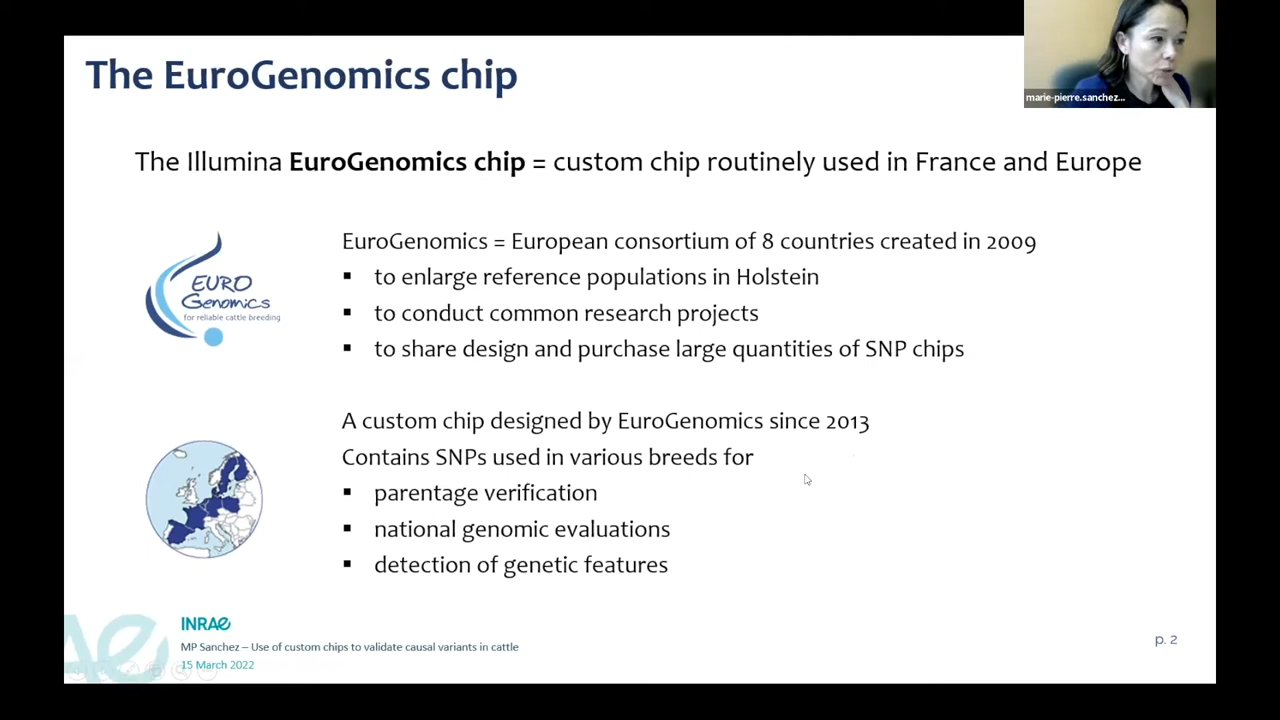 The EuroGenomics chip
marie-pierre.sanchez...
The Illumina EuroGenomics chip = custom chip routinely used in France and Europe
EURO
Genomics
for reliable cattle breeding
EuroGenomics = European consortium of 8 countries created in 2009
▪ to enlarge reference populations in Holstein
▪ to conduct common research projects
▪ to share design and purchase large quantities of SNP chips
A custom chip designed by EuroGenomics since 2013
Contains SNPs used in various breeds for
▪ parentage verification
▪ national genomic evaluations
▪ detection of genetic features
INRAE
MP Sanchez – Use of custom chips to validate causal variants in cattle
15 March 2022
p. 2